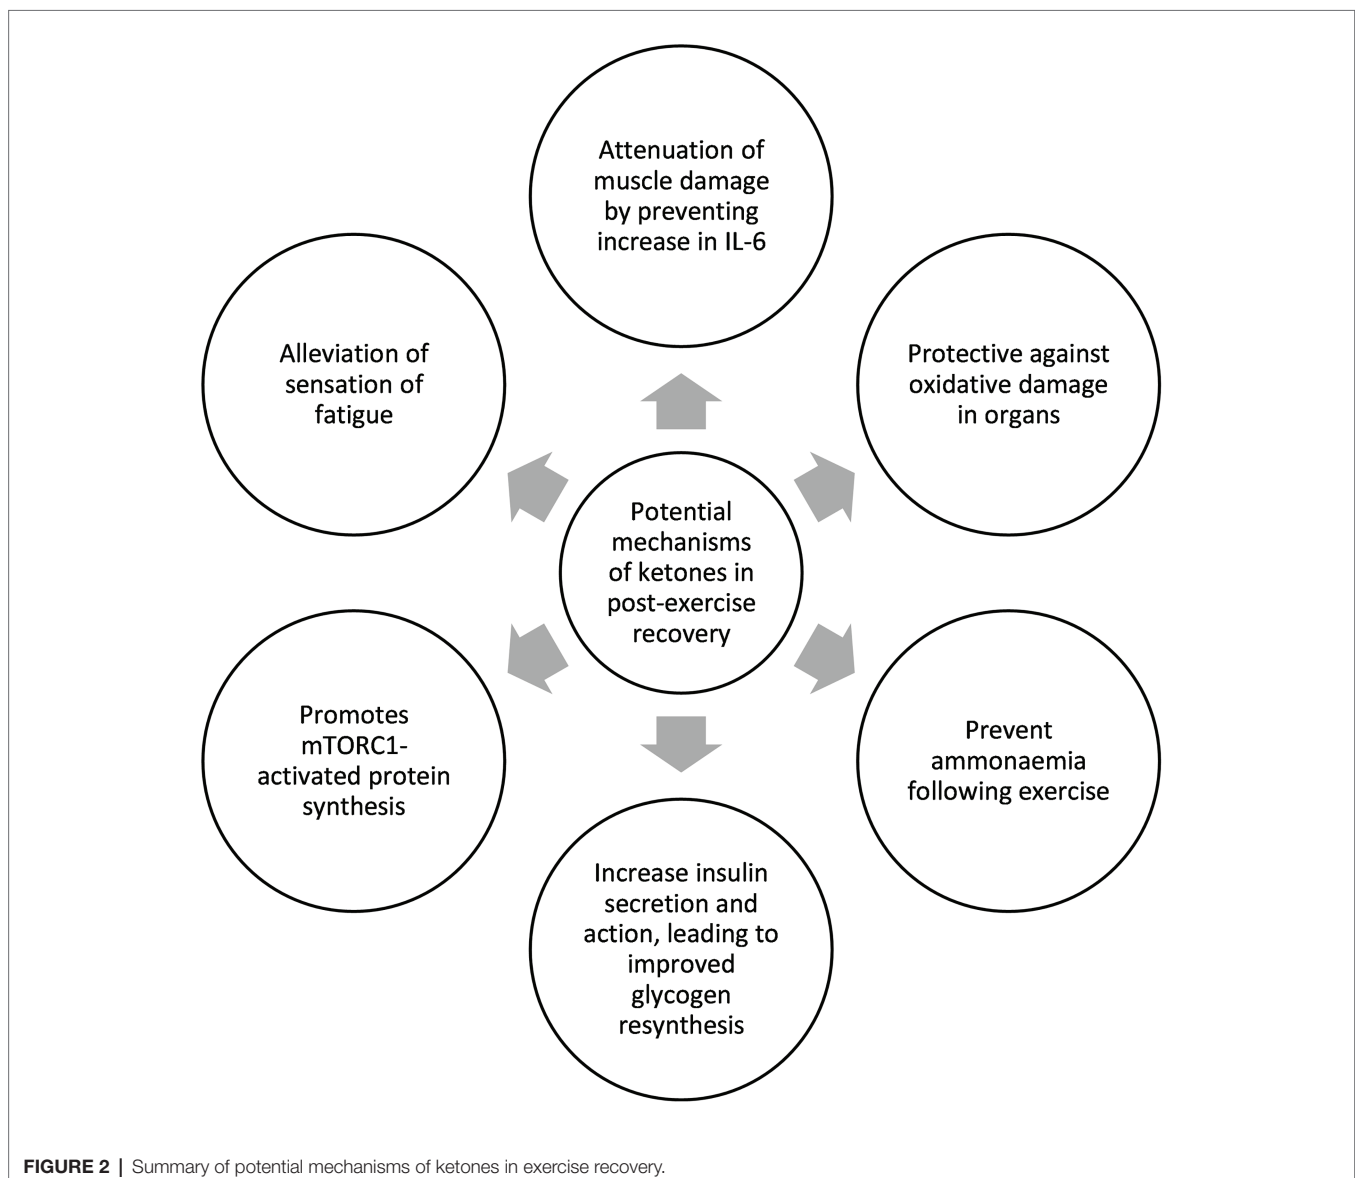 Attenuation of
muscle damage
by preventing
increase in IL-6
Protective against
oxidative damage
in organs
Prevent
ammonaemia
following exercise
Increase insulin
secretion and
action, leading to
improved
glycogen
resynthesis
Promotes
mTORC1-
activated protein
synthesis
Alleviation of
sensation of
fatigue
Potential
mechanisms
of ketones in
post-exercise
recovery
FIGURE 2 | Summary of potential mechanisms of ketones in exercise recovery.